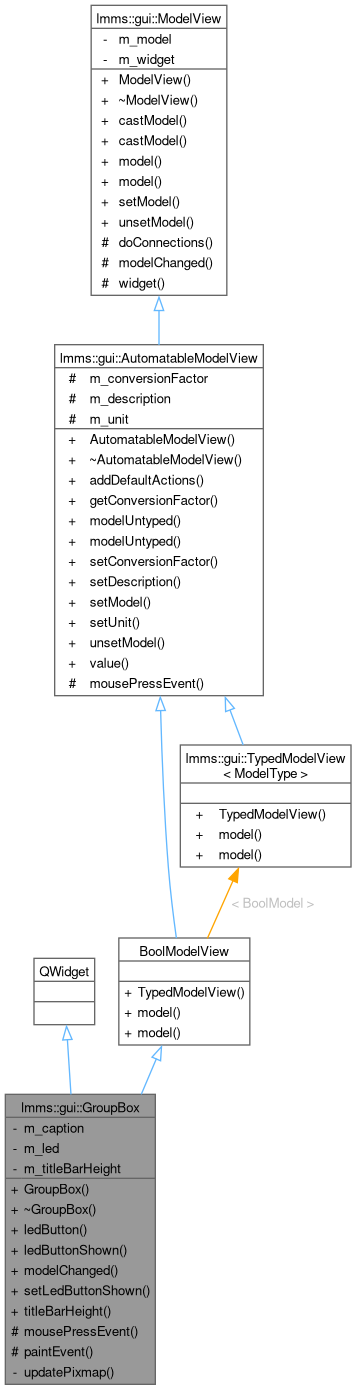 lmms::gui::ModelView
- m_model
- m_widget
+ ModelView()
+ ~ModelView()
+ castModel()
+ castModel()
+ model()
+ model()
+ setModel()
+ unsetModel()
# doConnections()
# modelChanged()
# widget()
lmms::gui::AutomatableModelView
# m_conversionFactor
# m_description
# m_unit
+ AutomatableModelView()
+ ~AutomatableModelView()
+ addDefaultActions()
+ getConversionFactor()
+ modelUntyped()
+ modelUntyped()
+ setConversionFactor()
+ setDescription()
+ setModel()
+ setUnit()
+ unsetModel()
+ value()
# mousePressEvent()
lmms::gui::TypedModelView
< ModelType >
+ TypedModelView()
+ model()
+ model()
< BoolModel >
BoolModelView
+ TypedModelView()
+ model()
+ model()
QWidget
lmms::gui::GroupBox
- m_caption
- m_led
- m_titleBarHeight
+ GroupBox()
+ ~GroupBox()
+ ledButton()
+ ledButtonShown()
+ modelChanged()
+ setLedButtonShown()
+ titleBarHeight()
# mousePressEvent()
# paintEvent()
- updatePixmap()